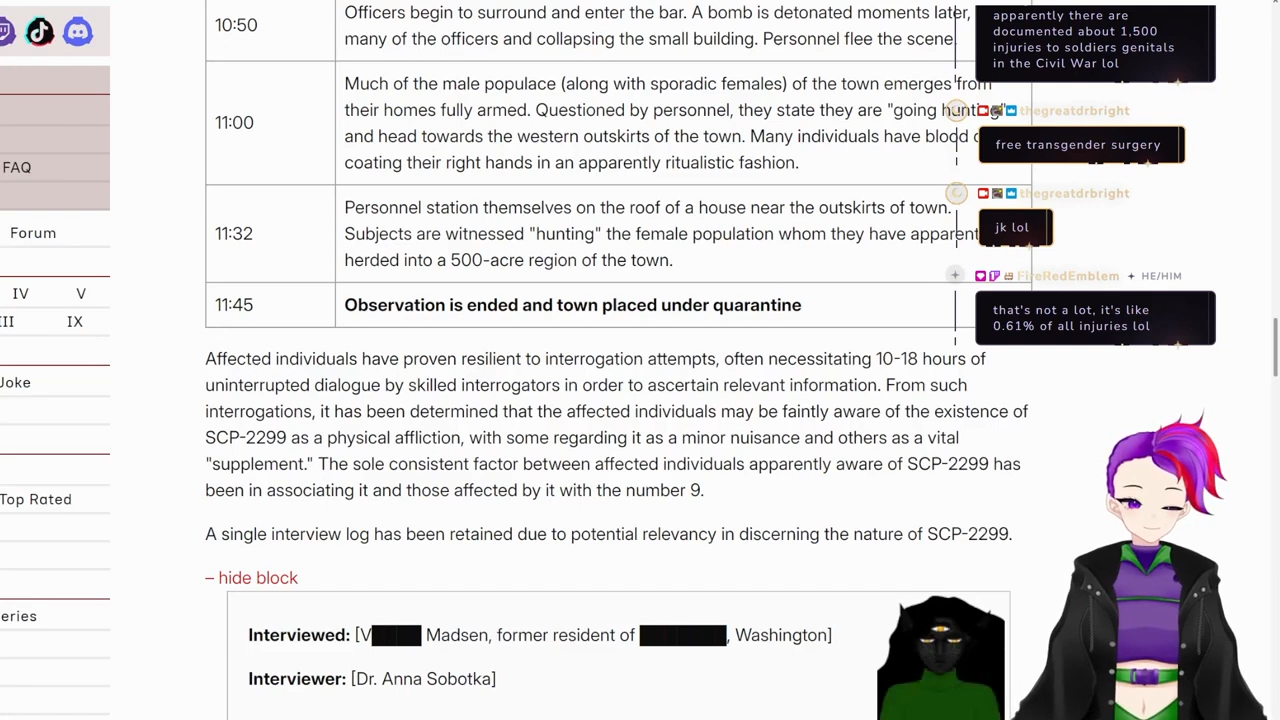 10:50
Officers begin to surround and enter the bar. A bomb is detonated moments later,
many of the officers and collapsing the small building. Personnel flee the scene.
11:00
Much of the male populace (along with sporadic females) of the town emerges from
their homes fully armed. Questioned by personnel, they state they are "going hunting"
and head towards the western outskirts of the town. Many individuals have blood
coating their right hands in an apparently ritualistic fashion.
11:32
Personnel station themselves on the roof of a house near the outskirts of town.
Subjects are witnessed "hunting" the female population whom they have apparent
herded into a 500-acre region of the town.
11:45
Observation is ended and town placed under quarantine
Affected individuals have proven resilient to interrogation attempts, often necessitating 10-18 hours of
uninterrupted dialogue by skilled interrogators in order to ascertain relevant information. From such
interrogations, it has been determined that the affected individuals may be faintly aware of the existence of
SCP-2299 as a physical affliction, with some regarding it as a minor nuisance and others as a vital
"supplement." The sole consistent factor between affected individuals apparently aware of SCP-2299 has
been in associating it and those affected by it with the number 9.
A single interview log has been retained due to potential relevancy in discerning the nature of SCP-2299.
– hide block
Interviewed: [V Madsen, former resident of , Washington]
Interviewer: [Dr. Anna Sobotka]
FAQ
Forum
IV V
III IX
Joke
Top Rated
eries
apparently there are
documented about 1,500
injuries to soldiers genitals
in the Civil War lol
thegreatdrbright
free transgender surgery
thegreatdrbright
jk lol
FireRedEmblem HE/HIM
that's not a lot, it's like
0.61% of all injuries lol